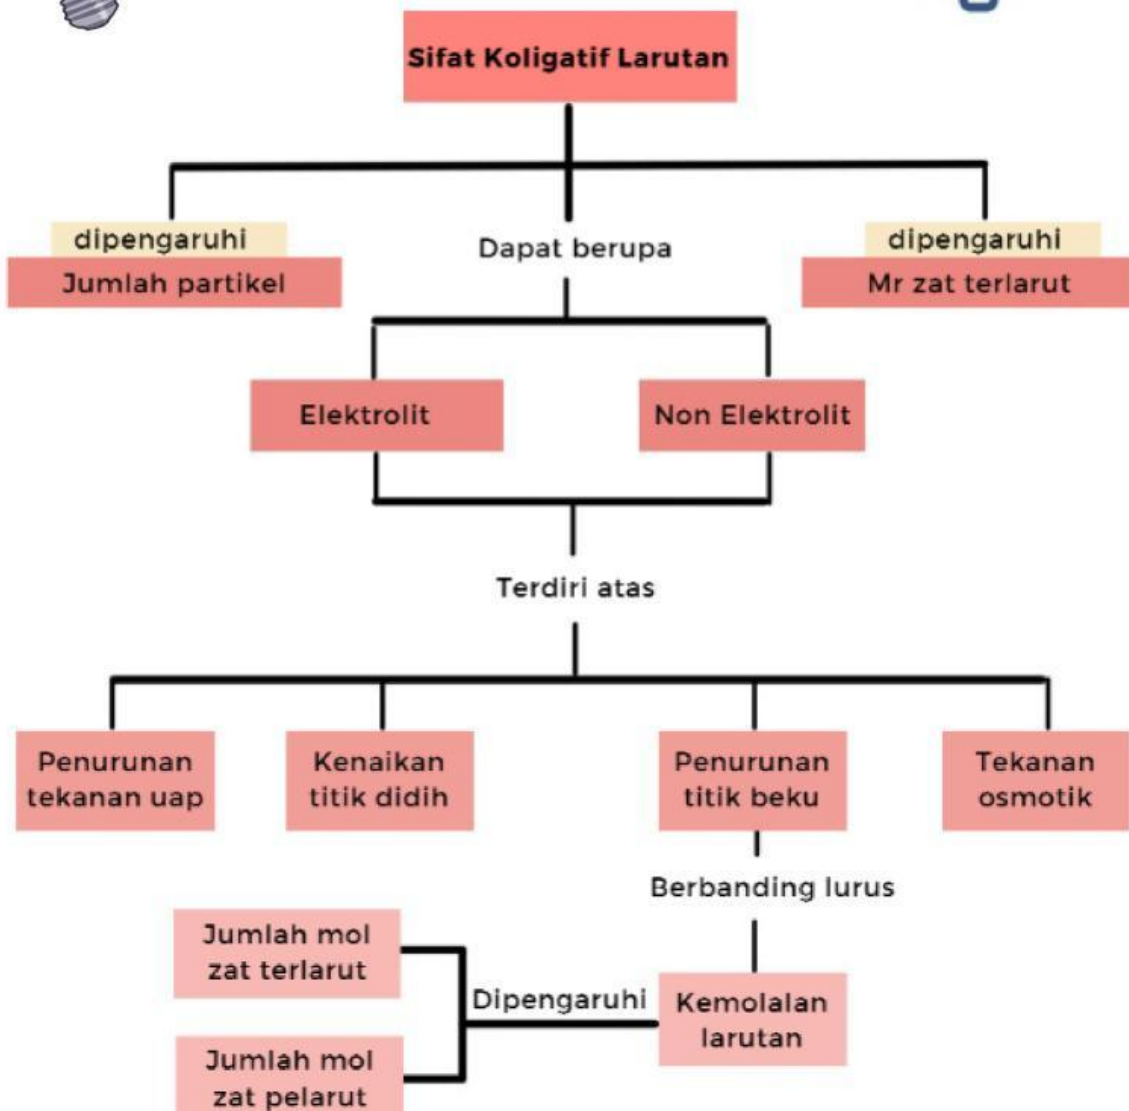 Sifat Koligatif Larutan
dipengaruhi
Jumlah partikel
Dapat berupa
dipengaruhi
Mr zat terlarut
Elektrolit
Non Elektrolit
Terdiri atas
Penurunan
tekanan uap
Kenaikan
titik didih
Penurunan
titik beku
Tekanan
osmotik
Berbanding lurus
Kemolalan
larutan
Dipengaruhi
Jumlah mol
zat terlarut
Jumlah mol
zat pelarut